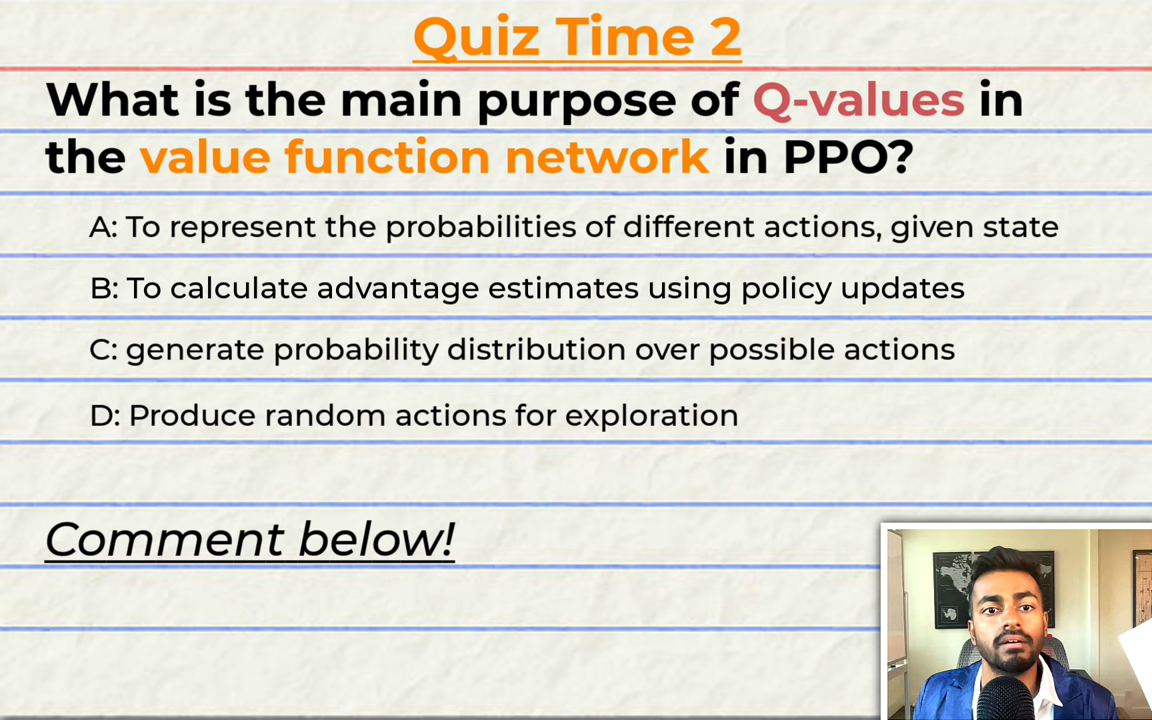 Quiz Time 2
What is the main purpose of Q-values in
the value function network in PPO?
A: To represent the probabilities of different actions, given state
B: To calculate advantage estimates using policy updates
C: generate probability distribution over possible actions
D: Produce random actions for exploration
Comment below!